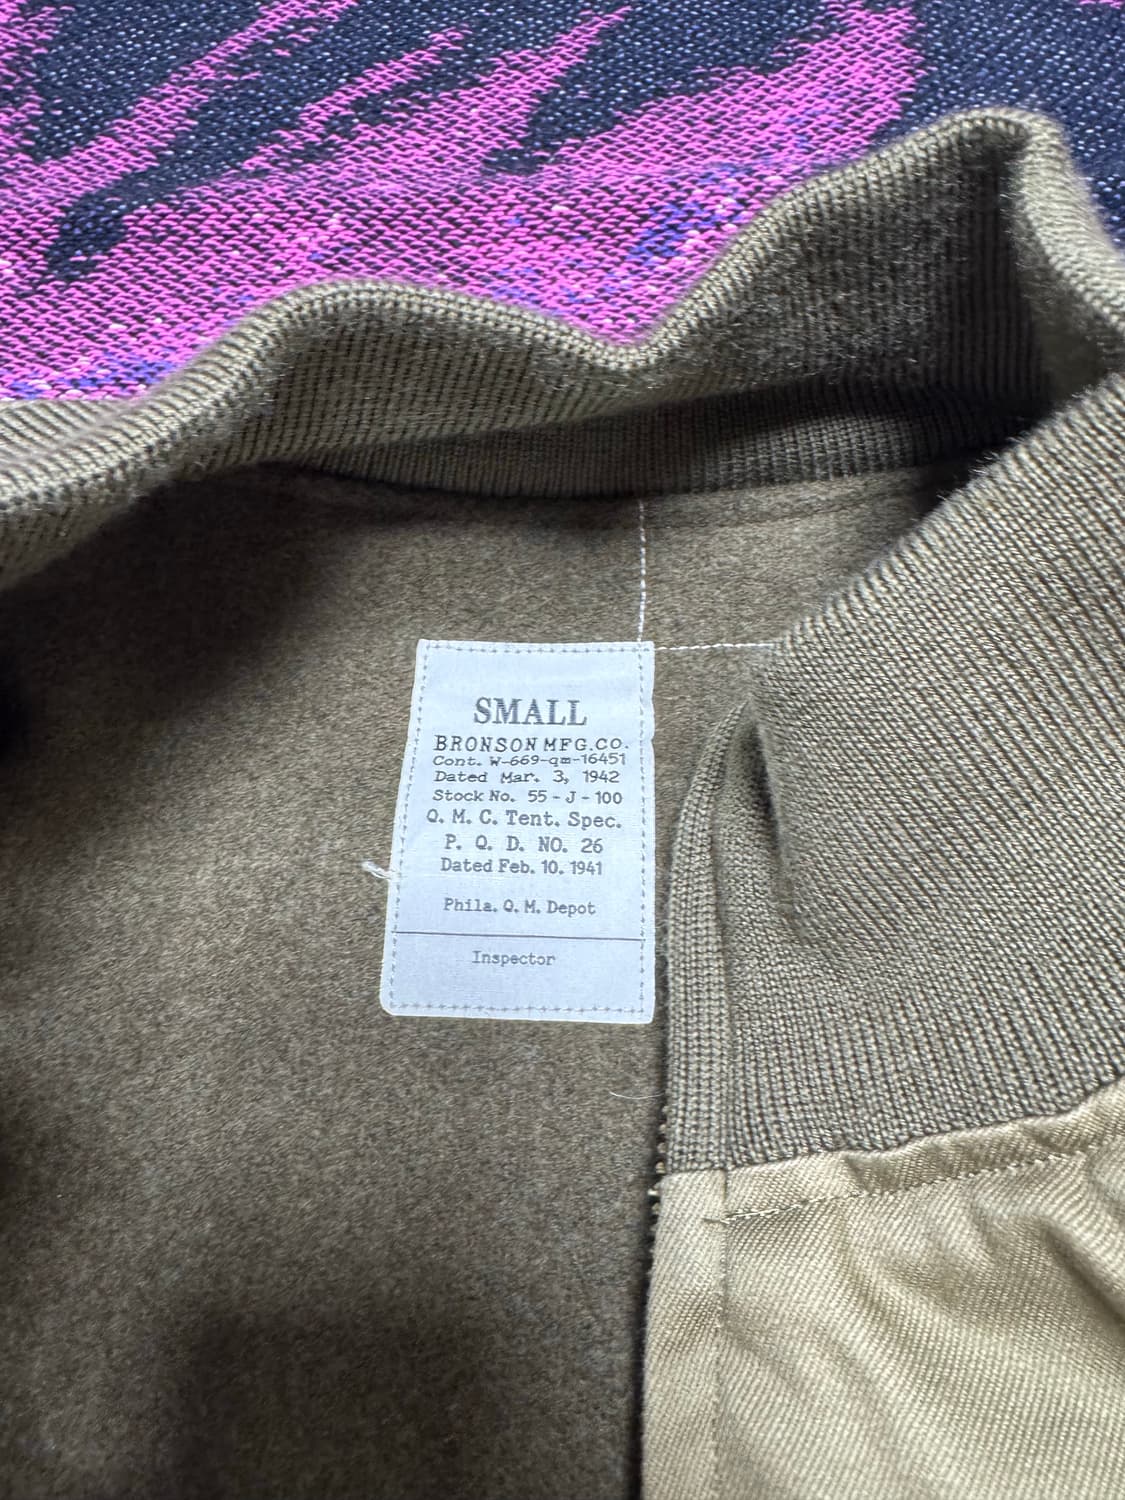 SMALL
BRONSON MFG.CO.
Cont. W-669-qm-16451
Dated Mar. 3, 1942
Stock No. 55 - J - 100
Q. M. C. Tent. Spec.
P. Q. D. NO. 26
Dated Feb. 10. 1941
Phila. Q. M. Depot
Inspector